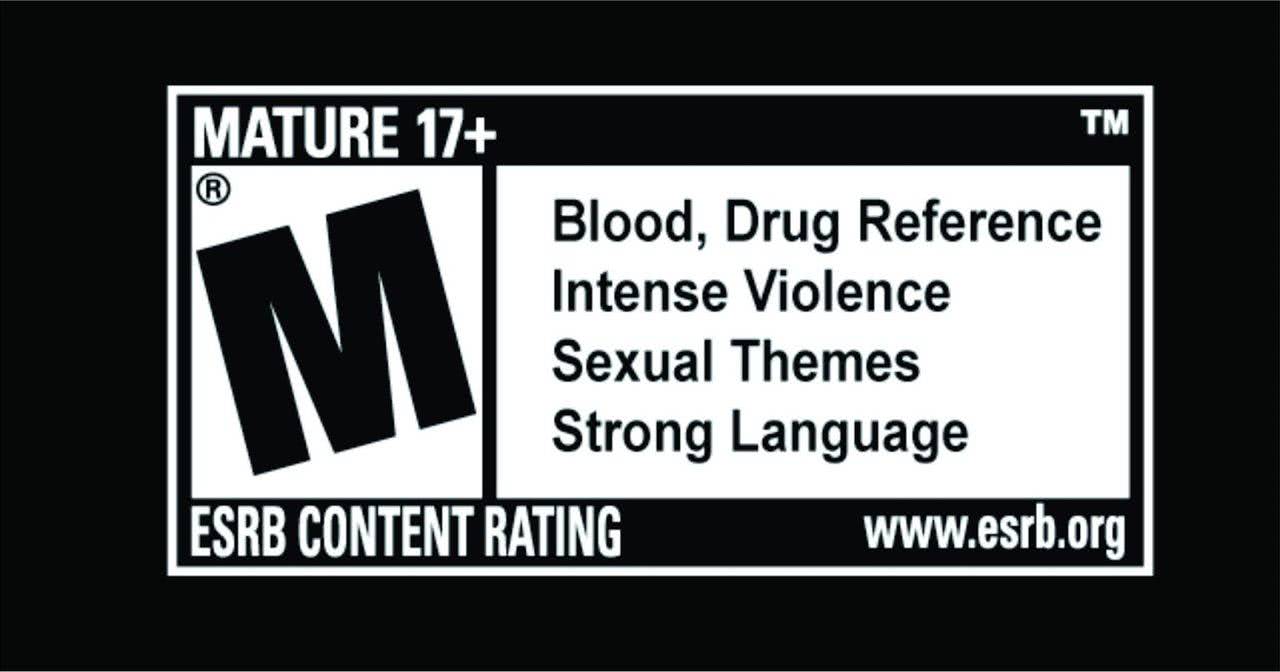 MATURE 17+
TM
®
M
Blood, Drug Reference
Intense Violence
Sexual Themes
Strong Language
ESRB CONTENT RATING
www.esrb.org